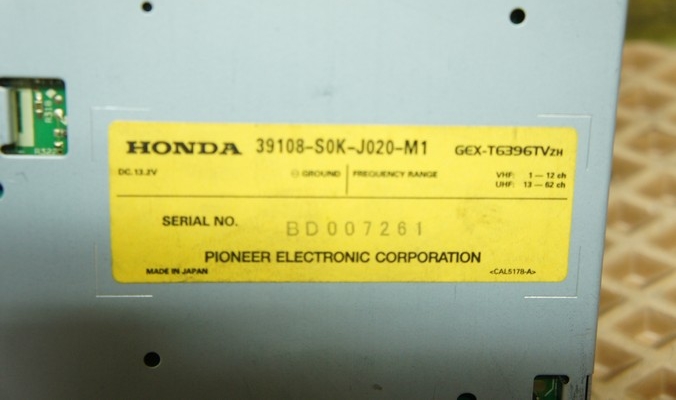 HONDA 39108-S0K-J020-M1 GEX-T6396TVZH
DC.13.2V ⊖ GROUND FREQUENCY RANGE VHF: 1 — 12 ch
UHF: 13 — 62 ch
SERIAL NO. BD007261
PIONEER ELECTRONIC CORPORATION
MADE IN JAPAN <CAL5178-A>
R318